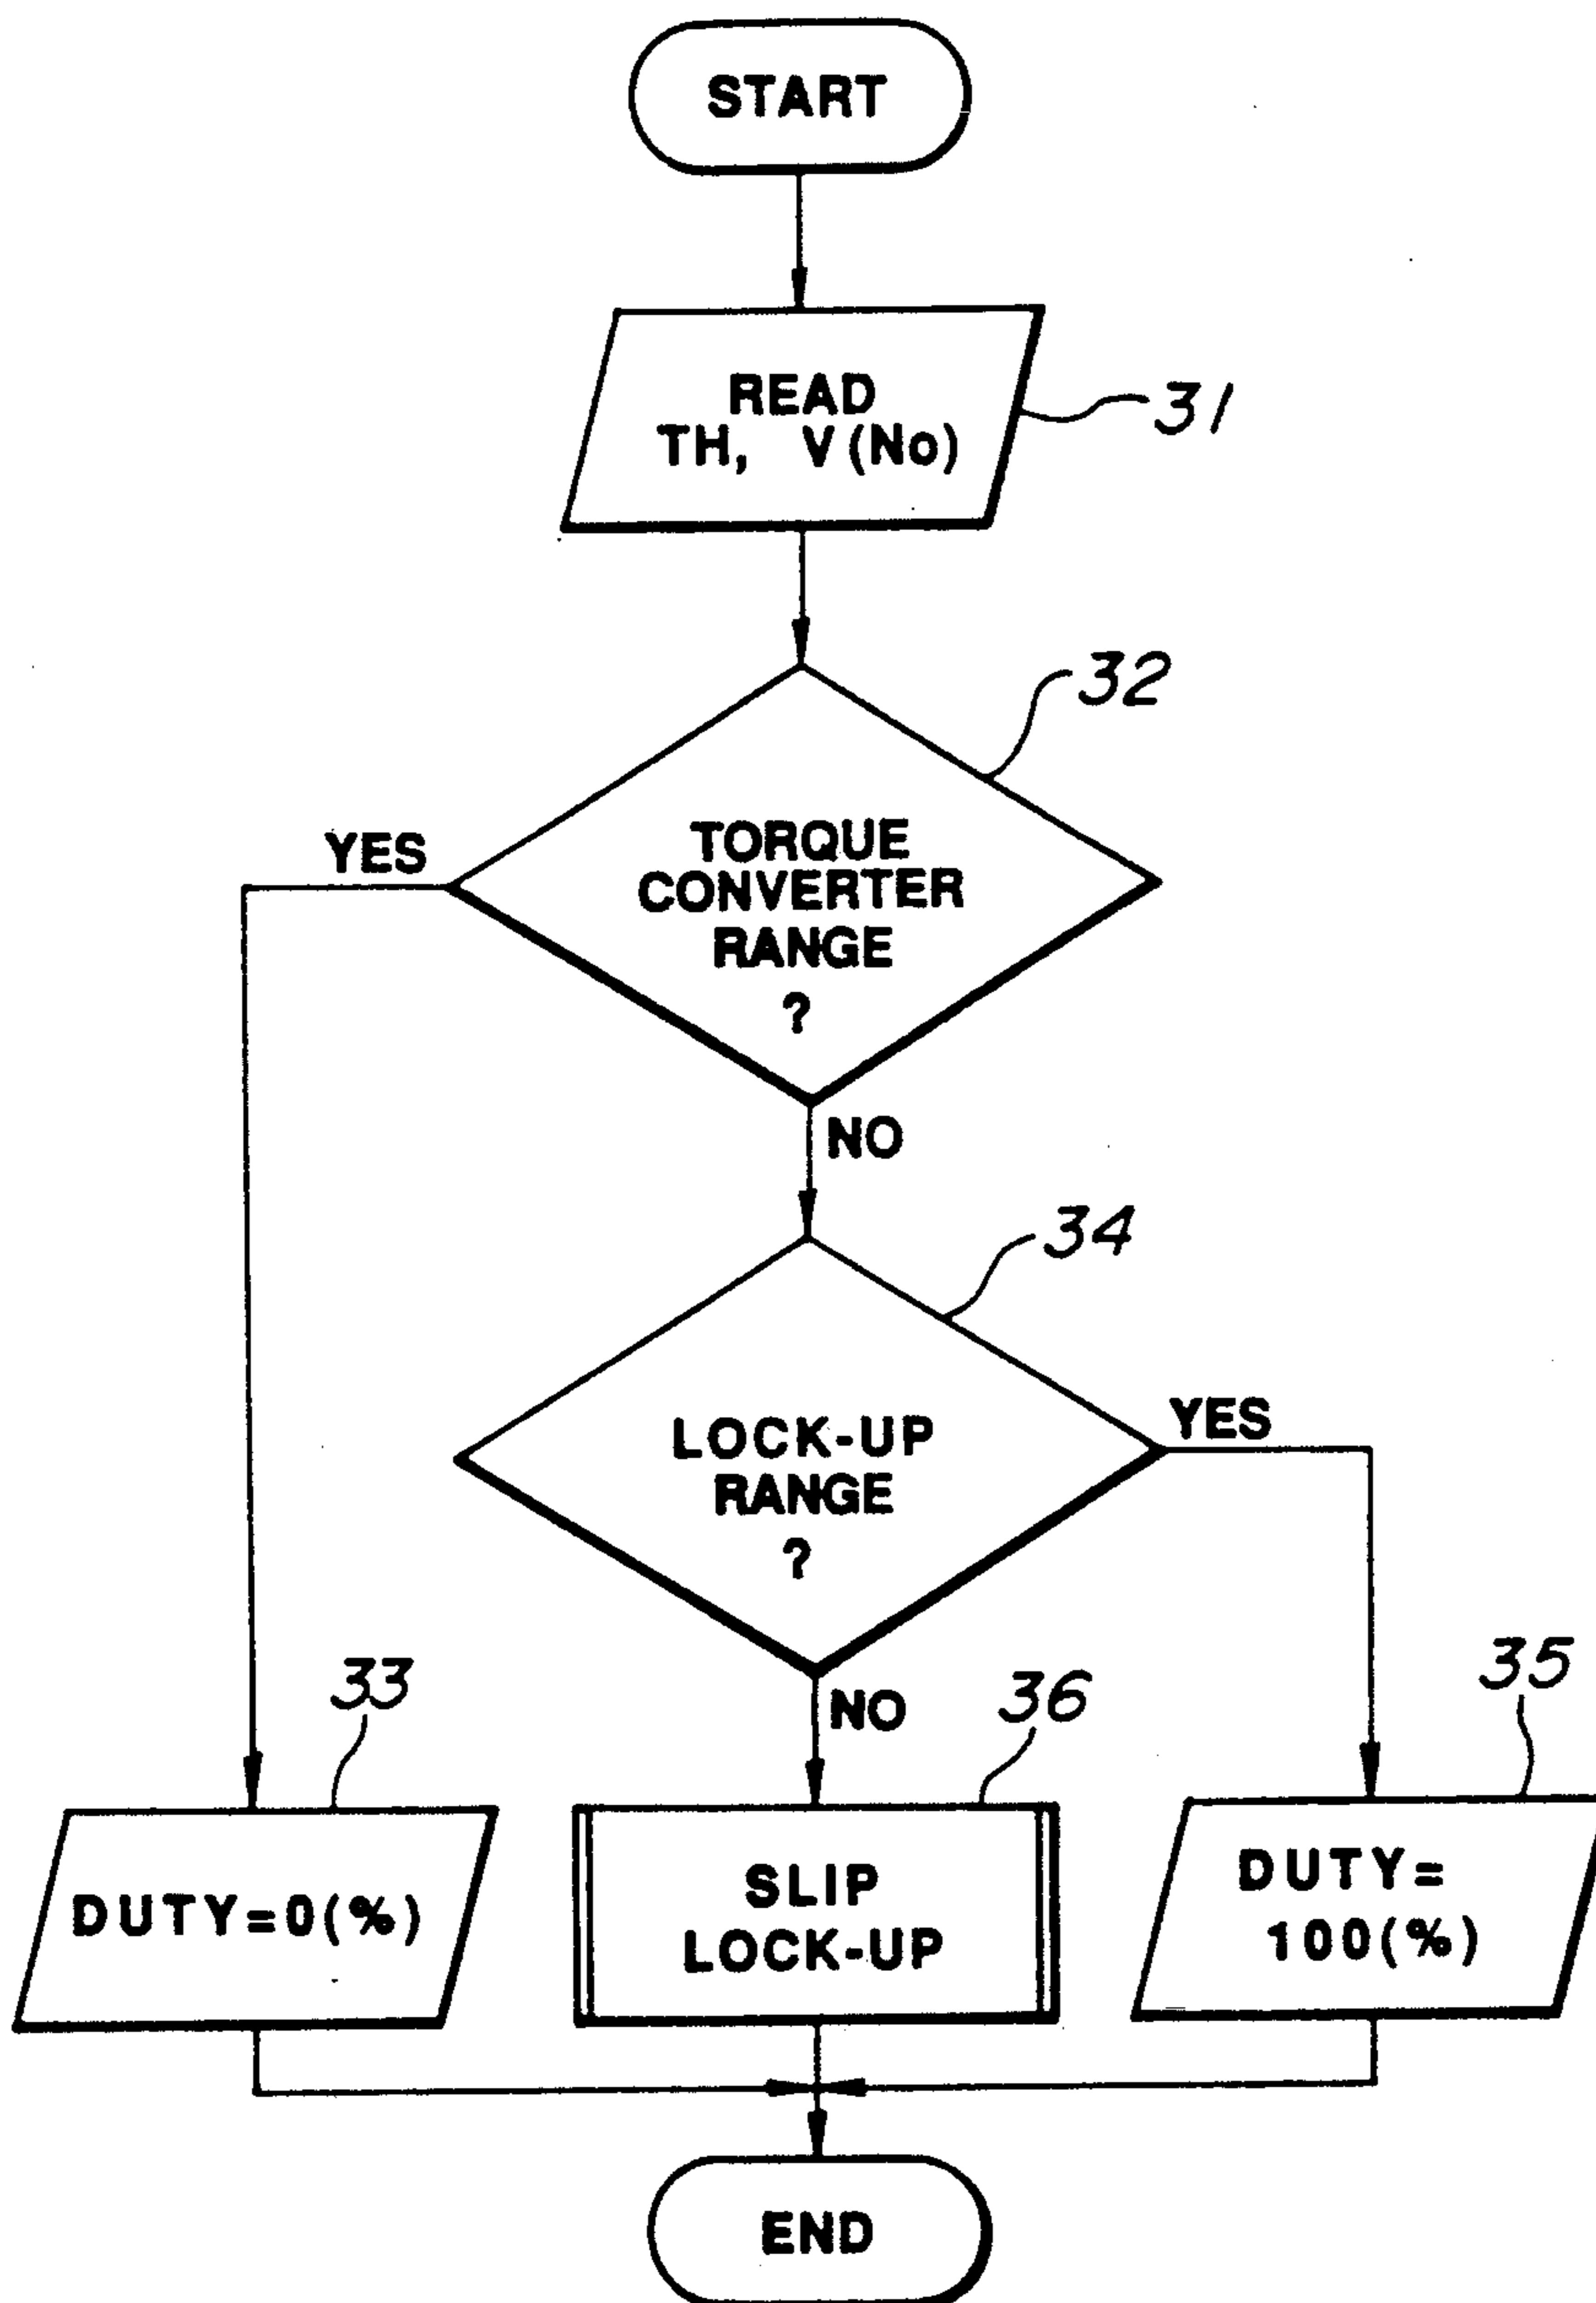 START
READ
TH, V(No)
31
32
YES
TORQUE
CONVERTER
RANGE
?
NO
34
LOCK-UP
RANGE
?
YES
NO
33
36
35
DUTY=0(%)
SLIP
LOCK-UP
DUTY=
100(%)
END